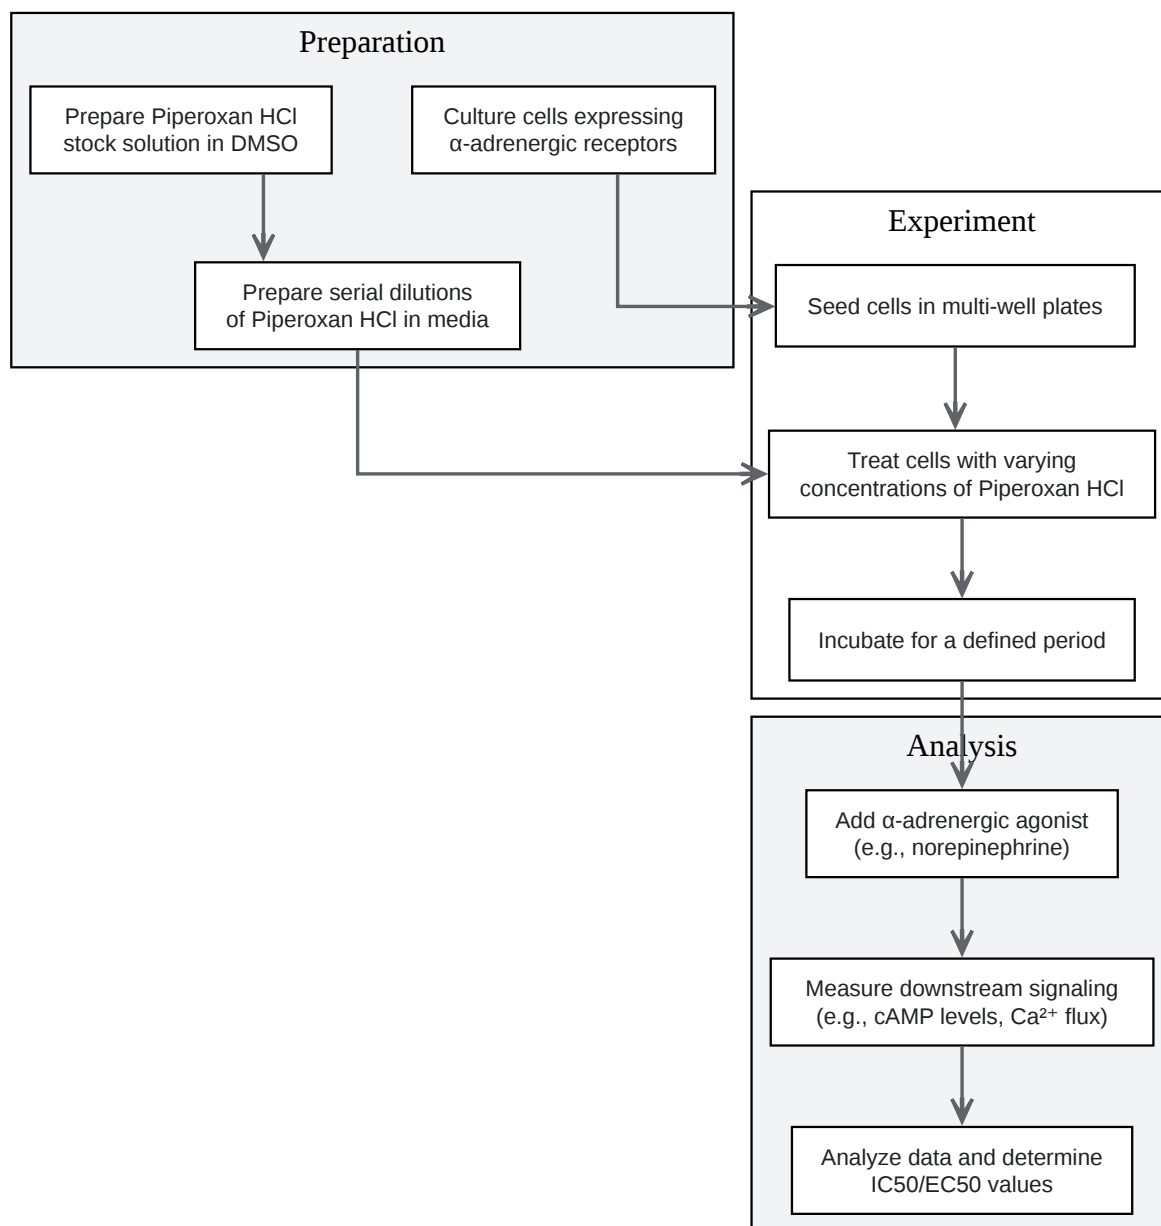 Preparation
Prepare Piperoxan HCl
stock solution in DMSO
Culture cells expressing
α-adrenergic receptors
Prepare serial dilutions
of Piperoxan HCl in media
Experiment
Seed cells in multi-well plates
Treat cells with varying
concentrations of Piperoxan HCl
Incubate for a defined period
Analysis
Add α-adrenergic agonist
(e.g., norepinephrine)
Measure downstream signaling
(e.g., cAMP levels, Ca²⁺ flux)
Analyze data and determine
IC50/EC50 values